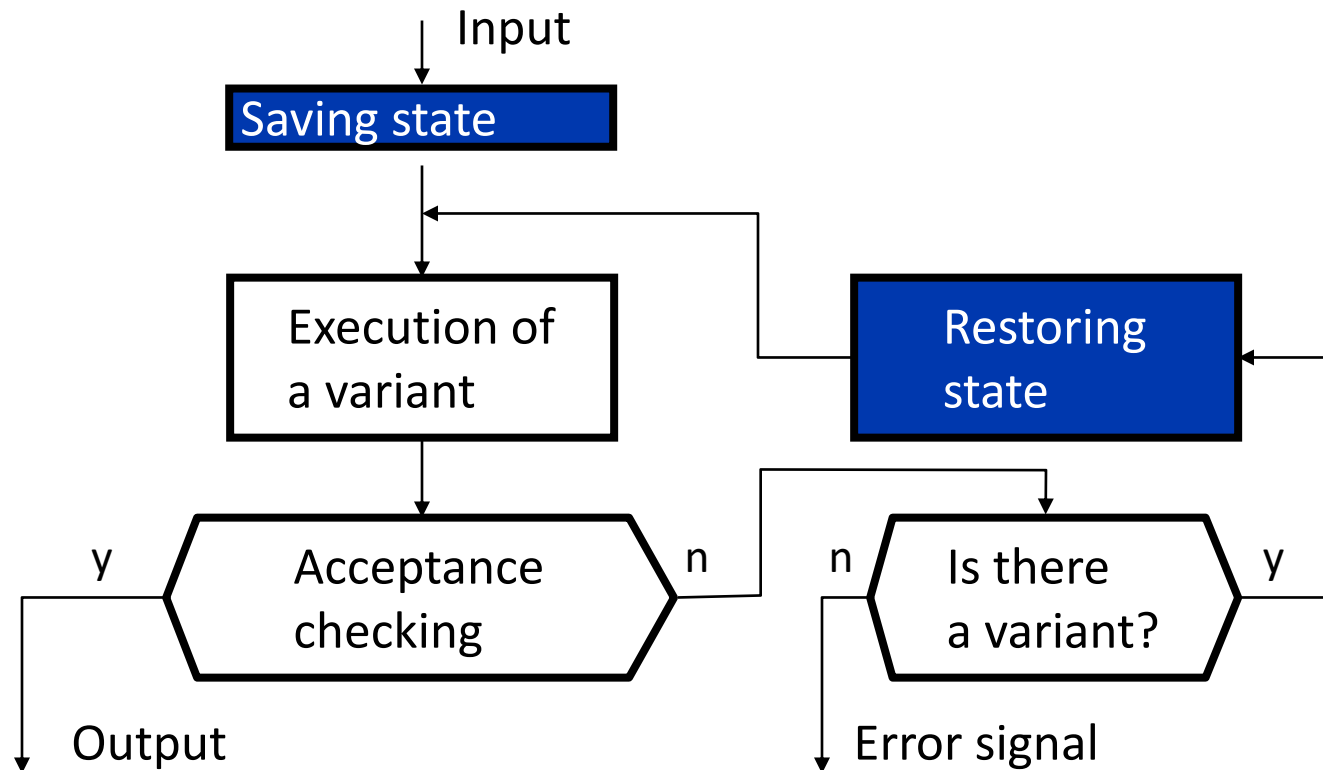 Input
Saving state
Execution of
a variant
Restoring
state
y
Acceptance
checking
n
n
Is there
a variant?
y
Output
Error signal